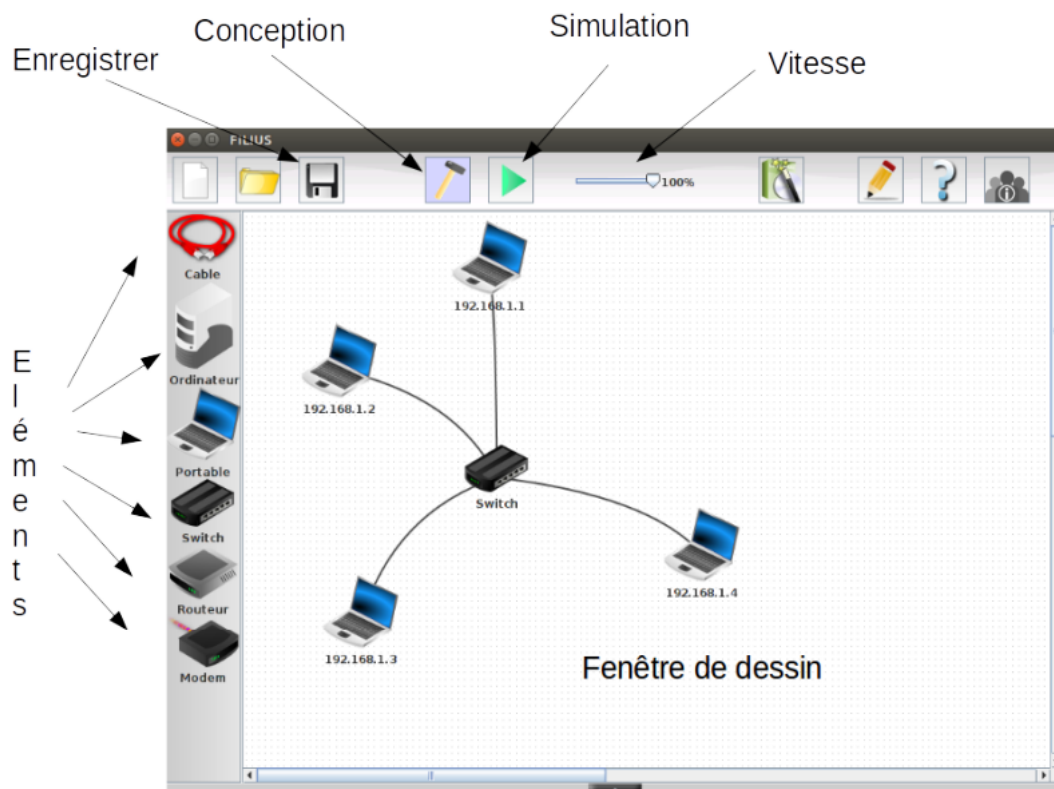 Conception
Simulation
Enregistrer
Vitesse
FILIUS
100%
Cable
192.168.1.1
Ordinateur
192.168.1.2
Eléments
Portable
Switch
Switch
Routeur
192.168.1.4
192.168.1.3
Fenêtre de dessin
Modem